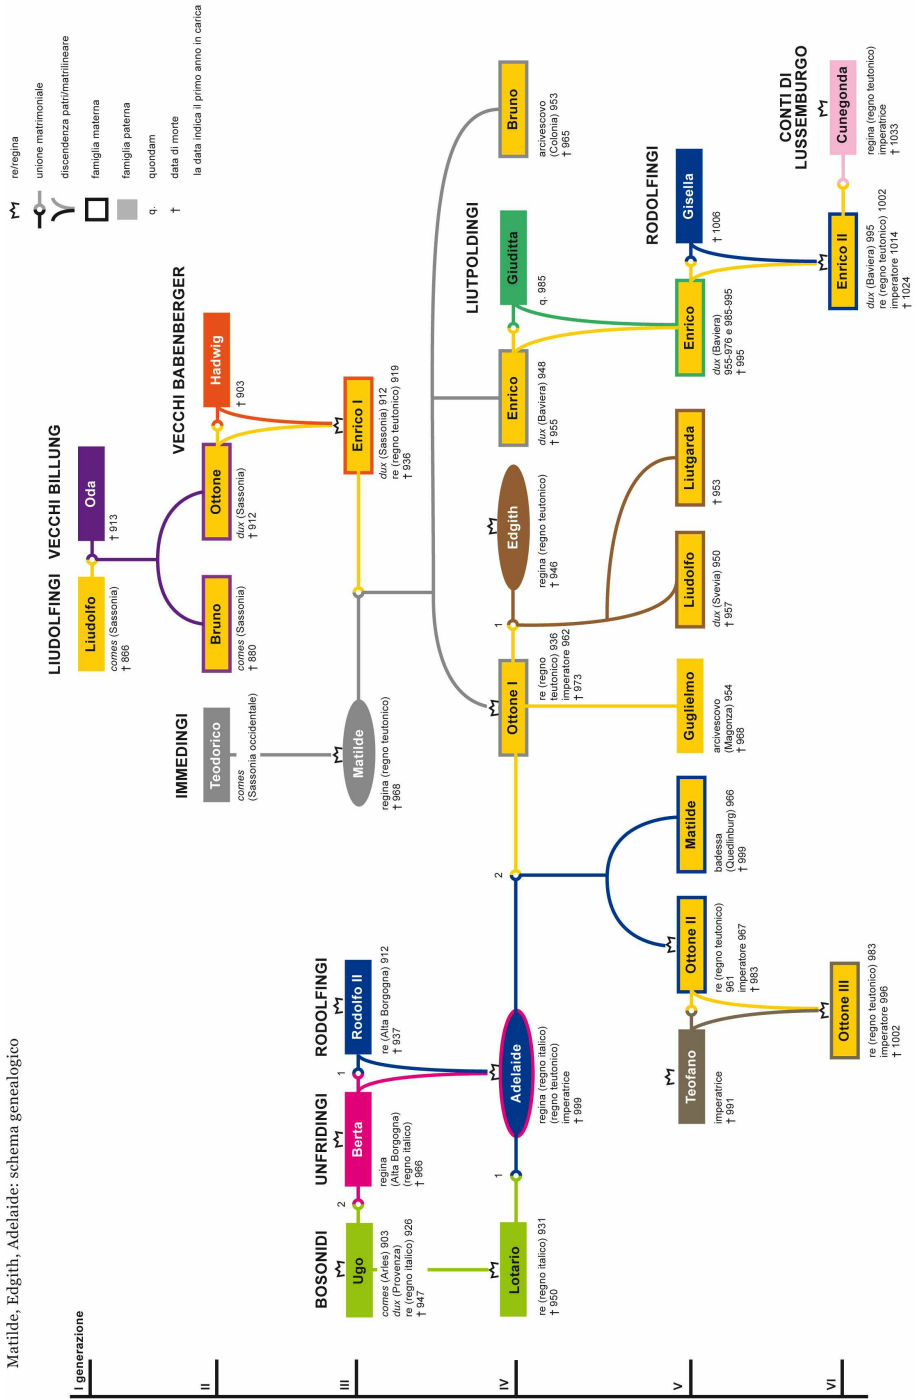 Matilde, Edgith, Adelaide: schema genealogico
re/regina
unione matrimoniale
discendenza patri/matrilineare
famiglia materna
famiglia paterna
q.
quondam
†
data di morte
la data indica il primo anno in carica
I generazione
LIUDOLFINGI
VECCHI BILLUNG
Liudolfo
comes (Sassonia)
† 866
Oda
† 913
II
IMMEDINGI
VECCHI BABENBERGER
Teodorico
comes
(Sassonia occidentale)
Bruno
comes (Sassonia)
† 880
Ottone
dux (Sassonia)
† 912
Hadwig
† 903
III
BOSONIDI
UNFRIDINGI
RODOLFINGI
Ugo
comes (Arles) 903
dux (Provenza)
re (regno italico) 926
† 947
2
Berta
regina
(Alta Borgogna)
(regno italico)
† 966
1
Rodolfo II
re (Alta Borgogna) 912
† 937
Matilde
regina (regno teutonico)
† 968
Enrico I
dux (Sassonia) 912
re (regno teutonico) 919
† 936
IV
LIUTPOLDINGI
Lotario
re (regno italico) 931
† 950
1
Adelaide
regina (regno italico)
(regno teutonico)
imperatrice
† 999
2
Ottone I
re (regno
teutonico) 936
imperatore 962
† 973
1
Edgith
regina (regno teutonico)
† 946
Enrico
dux (Baviera) 948
† 955
Giuditta
q. 985
Bruno
arcivescovo
(Colonia) 953
† 965
V
RODOLFINGI
Teofano
imperatrice
† 991
Ottone II
re (regno teutonico)
961
imperatore 967
† 983
Matilde
badessa
(Quedlinburg) 966
† 999
Guglielmo
arcivescovo
(Magonza) 954
† 968
Liudolfo
dux (Svevia) 950
† 957
Liutgarda
† 953
Enrico
dux (Baviera)
955-976 e 985-995
† 995
Gisella
† 1006
VI
CONTI DI
LUSSEMBURGO
Ottone III
re (regno teutonico) 983
imperatore 996
† 1002
Enrico II
dux (Baviera) 995
re (regno teutonico) 1002
imperatore 1014
† 1024
Cunegonda
regina (regno teutonico)
imperatrice
† 1033